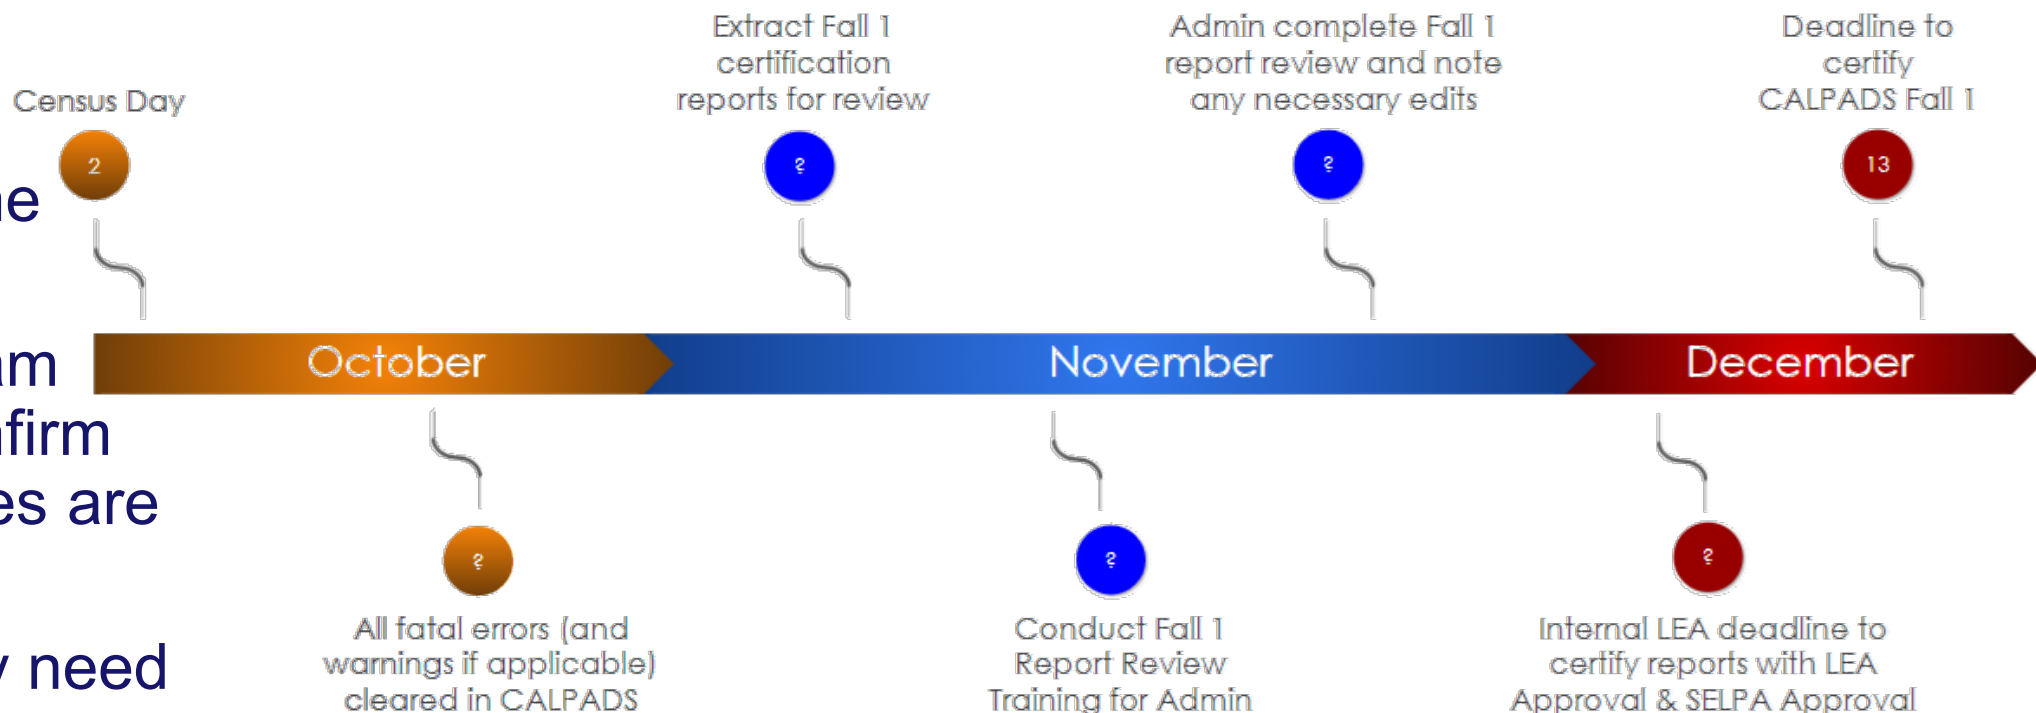 Census Day
2
Extract Fall 1
certification
reports for review
?
Admin complete Fall 1
report review and note
any necessary edits
?
Deadline to
certify
CALPADS Fall 1
13
ne
am
nfirm
es are
y need
October
November
December
?
All fatal errors (and
warnings if applicable)
cleared in CALPADS
?
Conduct Fall 1
Report Review
Training for Admin
?
Internal LEA deadline to
certify reports with LEA
Approval & SELPA Approval